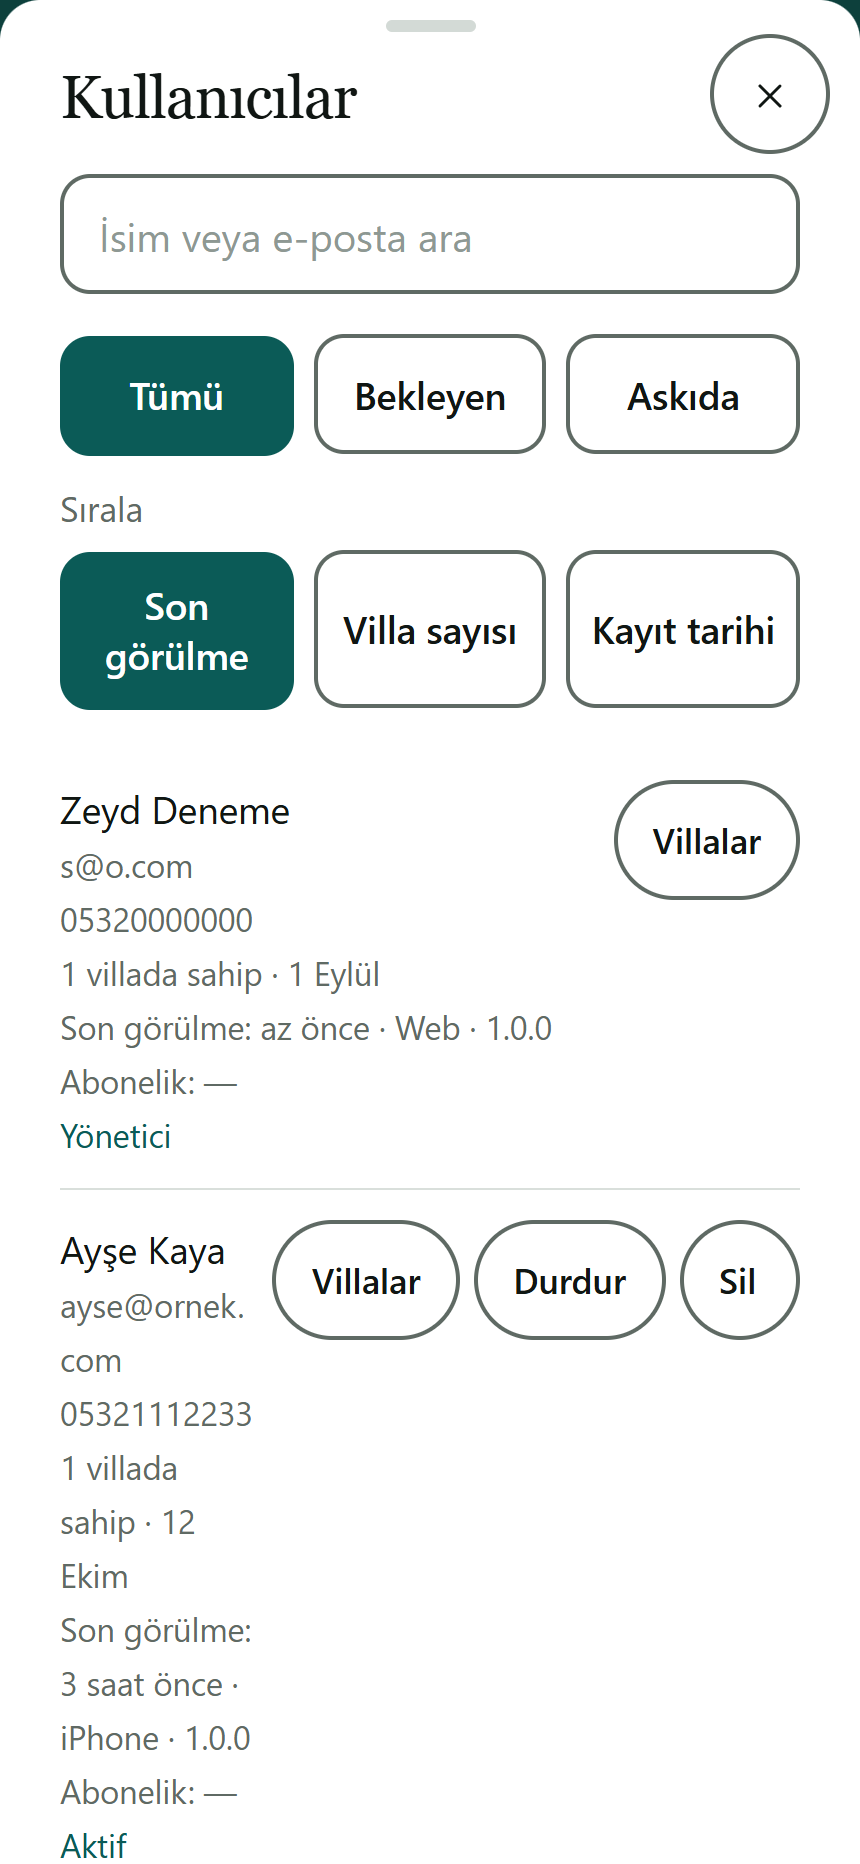 Kullanıcılar
×
İsim veya e-posta ara
Tümü
Bekleyen
Askıda
Sırala
Son
görülme
Villa sayısı
Kayıt tarihi
Zeyd Deneme
Villalar
s@o.com
05320000000
1 villada sahip · 1 Eylül
Son görülme: az önce · Web · 1.0.0
Abonelik: —
Yönetici
Ayşe Kaya
Villalar
Durdur
Sil
ayse@ornek.
com
05321112233
1 villada
sahip · 12
Ekim
Son görülme:
3 saat önce ·
iPhone · 1.0.0
Abonelik: —
Aktif